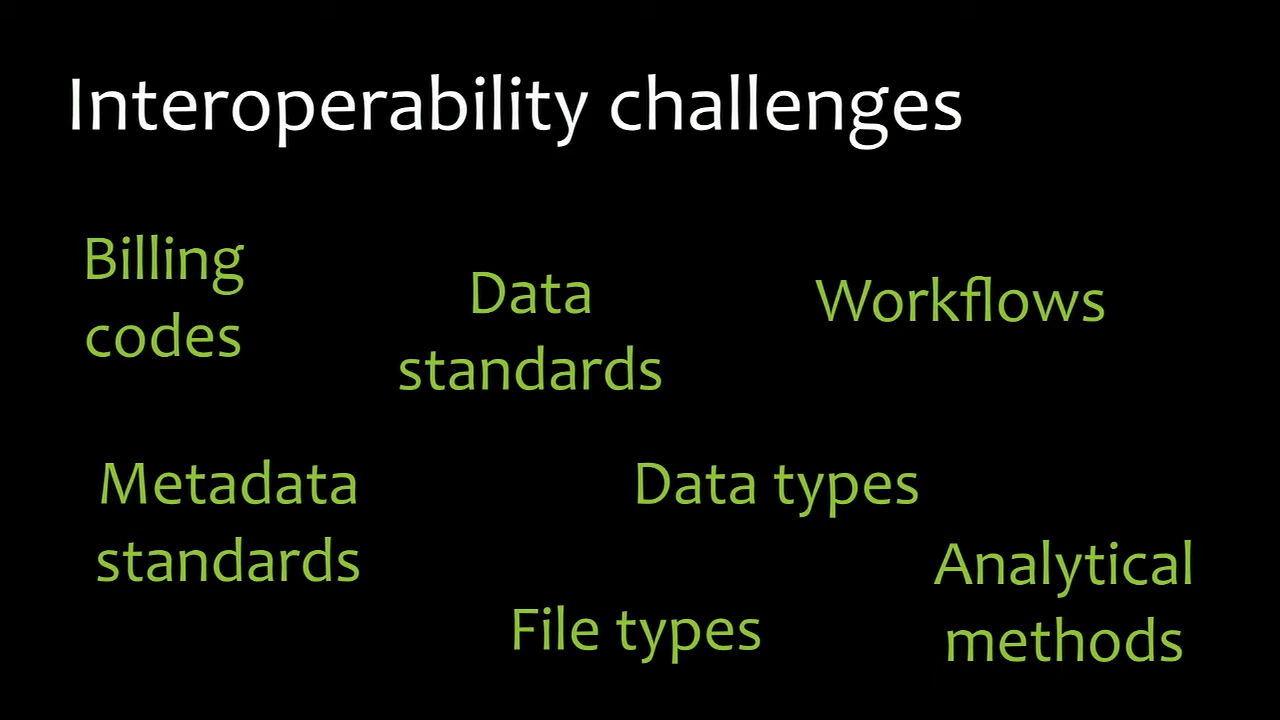 Interoperability challenges
Billing
codes
Data
standards
Workflows
Metadata
standards
Data types
File types
Analytical
methods